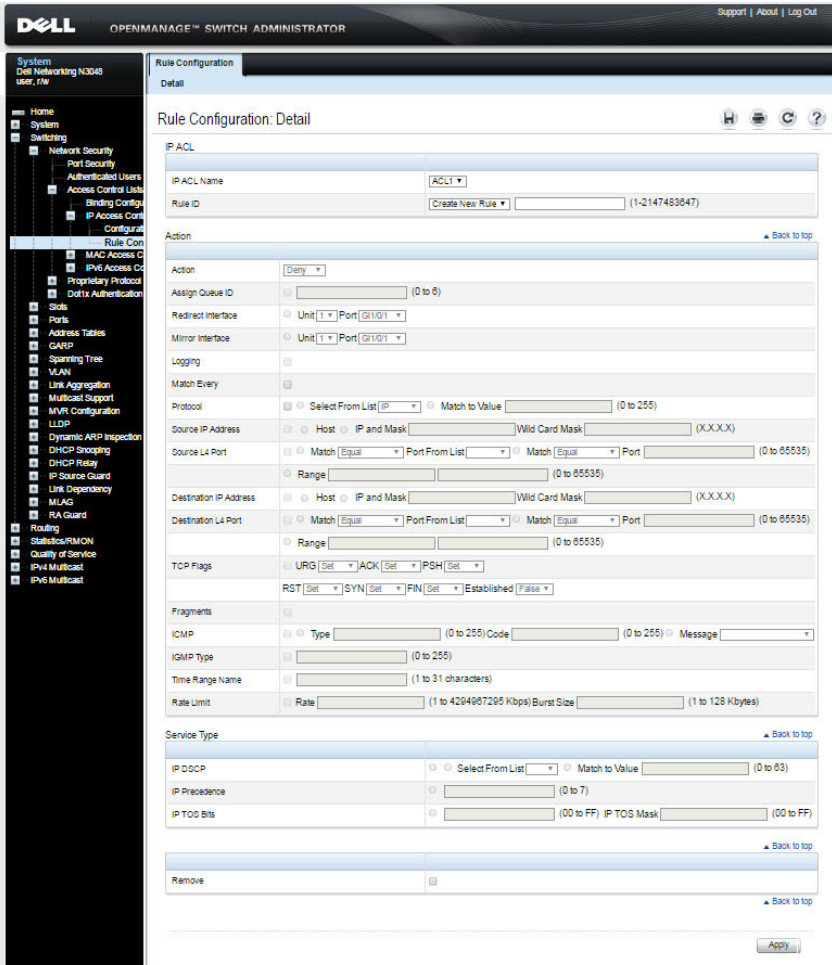 Support | About | Log Out
DELL OPENMANAGE™ SWITCH ADMINISTRATOR
System
Dell Networking N3048
user, r/w
Home
System
Switching
Network Security
Port Security
Authenticated Users
Access Control Lists
Binding Configu
IP Access Cont
Configurat
Rule Con
MAC Access C
IPv6 Access Co
Proprietary Protocol
Dot1x Authentication
Slots
Ports
Address Tables
GARP
Spanning Tree
VLAN
Link Aggregation
Multicast Support
MVR Configuration
LLDP
Dynamic ARP Inspection
DHCP Snooping
DHCP Relay
IP Source Guard
Link Dependency
MLAG
RA Guard
Routing
Statistics/RMON
Quality of Service
IPv4 Multicast
IPv6 Multicast
Rule Configuration
Detail
Rule Configuration: Detail
IP ACL
IP ACL Name ACL1
Rule ID Create New Rule (1-2147483647)
Action Back to top
Action Deny
Assign Queue ID (0 to 6)
Redirect Interface Unit 1 Port Gi1/0/1
Mirror Interface Unit 1 Port Gi1/0/1
Logging
Match Every
Protocol Select From List IP Match to Value (0 to 255)
Source IP Address Host IP and Mask Wild Card Mask (X.X.X.X)
Source L4 Port Match Equal Port From List Match Equal Port (0 to 65535)
Range (0 to 65535)
Destination IP Address Host IP and Mask Wild Card Mask (X.X.X.X)
Destination L4 Port Match Equal Port From List Match Equal Port (0 to 65535)
Range (0 to 65535)
TCP Flags URG Set ACK Set PSH Set
RST Set SYN Set FIN Set Established False
Fragments
ICMP Type (0 to 255) Code (0 to 255) Message
IGMP Type (0 to 255)
Time Range Name (1 to 31 characters)
Rate Limit Rate (1 to 4294967295 Kbps) Burst Size (1 to 128 Kbytes)
Service Type Back to top
IP DSCP Select From List Match to Value (0 to 63)
IP Precedence (0 to 7)
IP TOS Bits (00 to FF) IP TOS Mask (00 to FF)
Back to top
Remove
Back to top
Apply